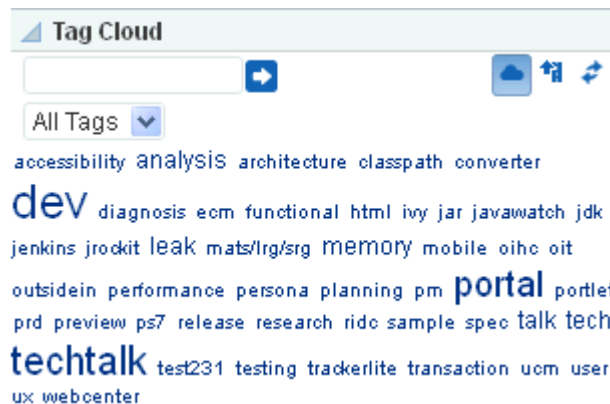 Tag Cloud
All Tags
accessibility analysis architecture classpath converter
dev diagnosis ecm functional html ivy jar javawatch jdk
jenkins jrockit leak mats/lrg/srg memory mobile oihc oit
outsidein performance persona planning pm portal portlet
prd preview ps7 release research ridc sample spec talk tech
techtalk test231 testing trackerlite transaction ucm user
ux webcenter